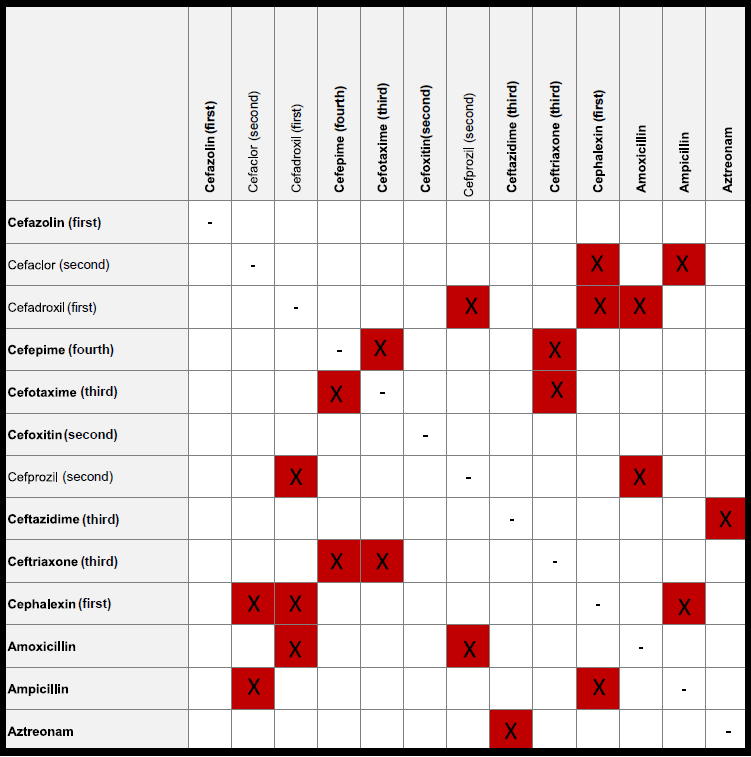 Cefazolin (first)
Cefaclor (second)
Cefadroxil (first)
Cefepime (fourth)
Cefotaxime (third)
Cefoxitin(second)
Cefprozil (second)
Ceftazidime (third)
Ceftriaxone (third)
Cephalexin (first)
Amoxicillin
Ampicillin
Aztreonam
Cefazolin (first) -
Cefaclor (second) - X X
Cefadroxil (first) - X X X
Cefepime (fourth) - X X
Cefotaxime (third) X - X
Cefoxitin (second) -
Cefprozil (second) X - X
Ceftazidime (third) - X
Ceftriaxone (third) X X -
Cephalexin (first) X X - X
Amoxicillin X X -
Ampicillin X X -
Aztreonam X -